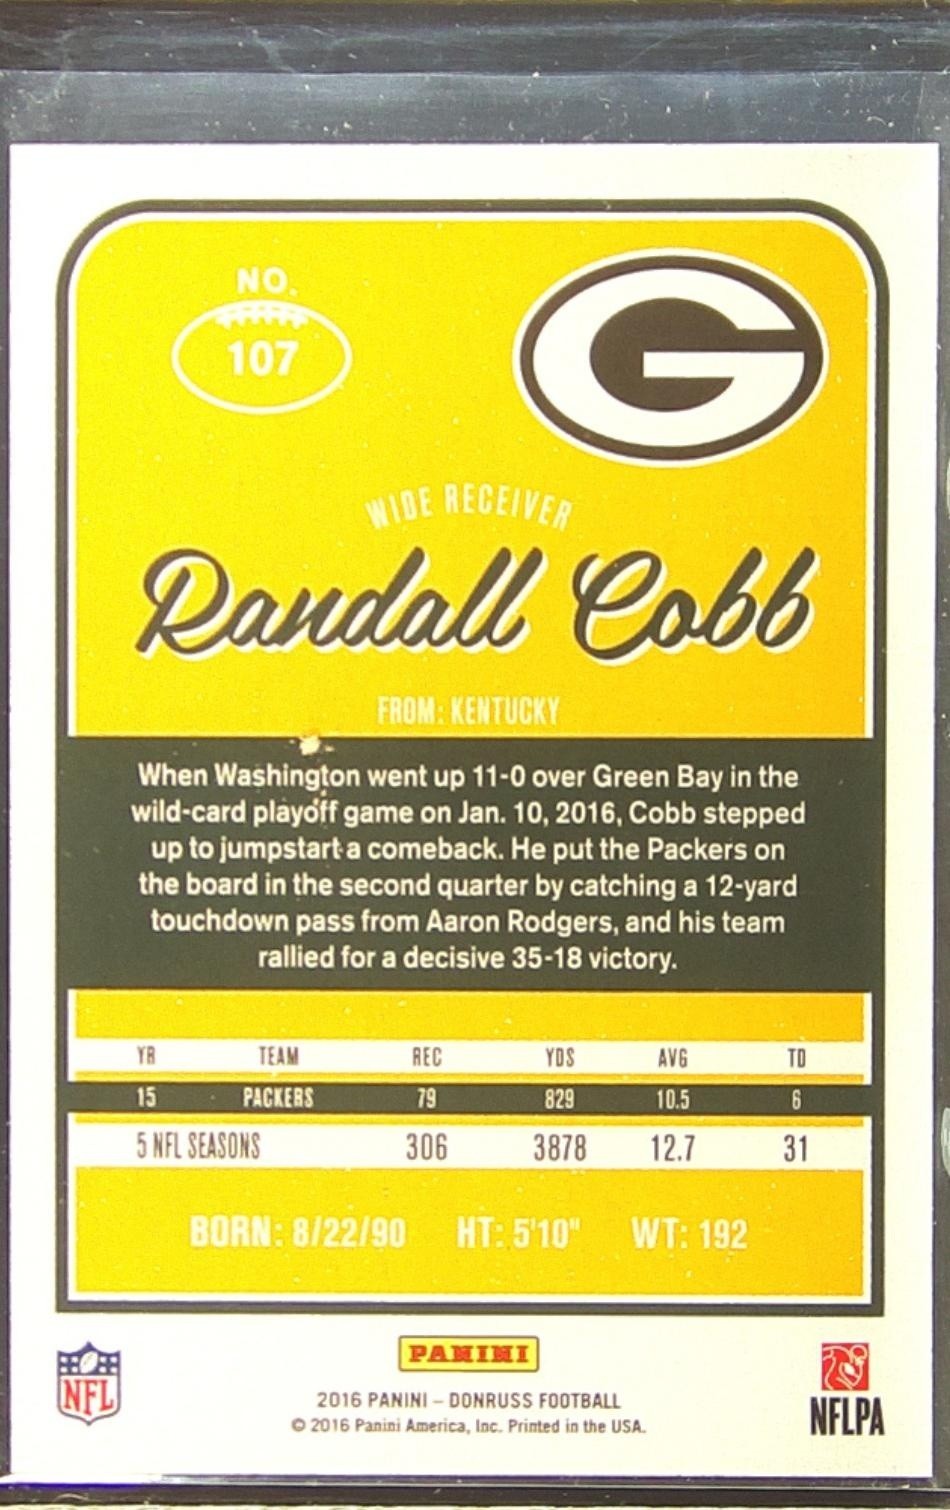 NO.
107
G
WIDE RECEIVER
Randall Cobb
FROM: KENTUCKY
When Washington went up 11-0 over Green Bay in the
wild-card playoff game on Jan. 10, 2016, Cobb stepped
up to jumpstart a comeback. He put the Packers on
the board in the second quarter by catching a 12-yard
touchdown pass from Aaron Rodgers, and his team
rallied for a decisive 35-18 victory.
YR TEAM REC YDS AVG TD
15 PACKERS 79 829 10.5 6
5 NFL SEASONS 306 3878 12.7 31
BORN: 8/22/90 HT: 5'10" WT: 192
NFL
PANINI
2016 PANINI – DONRUSS FOOTBALL
© 2016 Panini America, Inc. Printed in the USA.
NFLPA